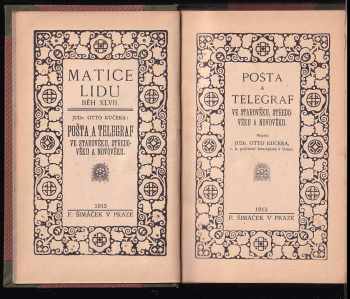 MATICE
LIDU
BĚH XLVII.
JUDr. OTTO KUČERA:
POŠTA A TELEGRAF
VE STAROVĚKU, STŘEDO-
VĚKU A NOVOVĚKU.
1913
F. ŠIMÁČEK V PRAZE
POŠTA
A
TELEGRAF
VE STAROVĚKU, STŘEDO-
VĚKU A NOVOVĚKU.
Napsal
JUDr. OTTO KUČERA,
1913
F. ŠIMÁČEK V PRAZE